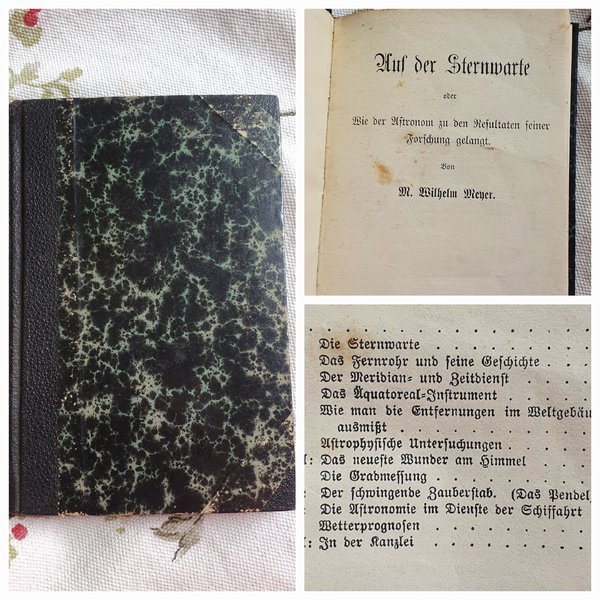 Auf der Sternwarte
oder
Wie der Astronom zu den Resultaten seiner
Forschung gelangt.
Von
M. Wilhelm Meyer.
Die Sternwarte . . . . . . . . . .
Das Fernrohr und seine Geschichte . . .
Der Meridian- und Zeitdienst . . . . .
Das Äquatoreal-Instrument . . . . .
Wie man die Entfernungen im Weltgebäu
ausmißt . . . . . . . . . . .
Astrophysische Untersuchungen . . . . .
Das neueste Wunder am Himmel . . . .
Die Gradmessung . . . . . . . . .
Der schwingende Zauberstab. (Das Pendel)
Die Astronomie im Dienste der Schiffahrt .
Wetterprognosen . . . . . . . . .
In der Kanzlei . . . . . . . . .